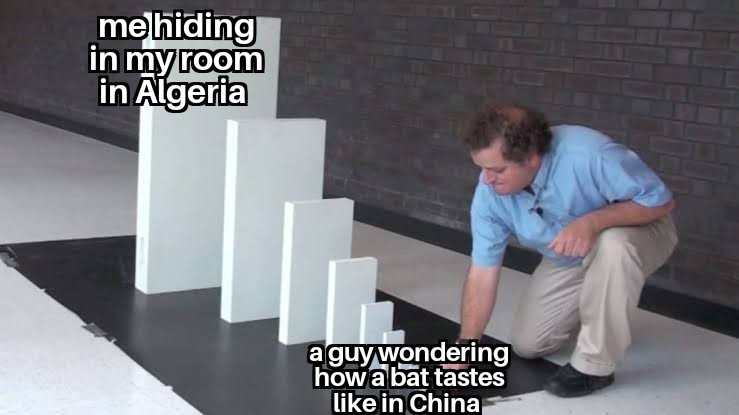 me hiding
in my room
in Algeria
a guy wondering
how a bat tastes
like in China